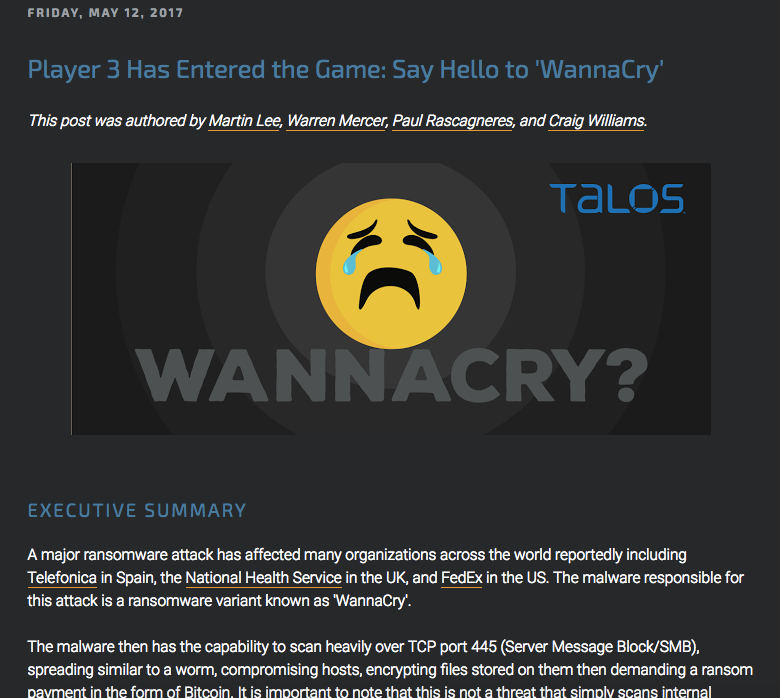 FRIDAY, MAY 12, 2017
Player 3 Has Entered the Game: Say Hello to 'WannaCry'
This post was authored by Martin Lee, Warren Mercer, Paul Rascagneres, and Craig Williams.
TALOS
WANNACRY?
EXECUTIVE SUMMARY
A major ransomware attack has affected many organizations across the world reportedly including
Telefonica in Spain, the National Health Service in the UK, and FedEx in the US. The malware responsible for
this attack is a ransomware variant known as 'WannaCry'.
The malware then has the capability to scan heavily over TCP port 445 (Server Message Block/SMB),
spreading similar to a worm, compromising hosts, encrypting files stored on them then demanding a ransom
payment in the form of Bitcoin. It is important to note that this is not a threat that simply scans internal